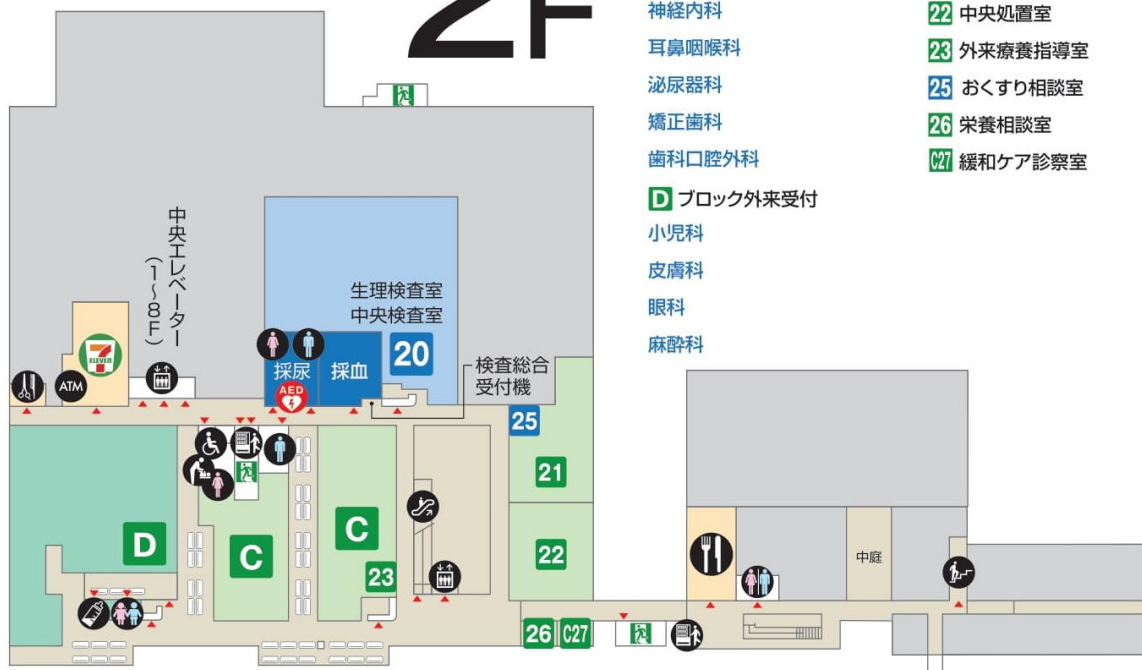 2F
神経内科
耳鼻咽喉科
泌尿器科
矯正歯科
歯科口腔外科
D ブロック外来受付
小児科
皮膚科
眼科
麻酔科
22 中央処置室
23 外来療養指導室
25 おくすり相談室
26 栄養相談室
C27 緩和ケア診察室
中央エレベーター
(1~8F)
生理検査室
中央検査室
20
採尿
採血
AED
検査総合
受付機
7
ELEVEN
ATM
25
21
22
D
C
C
23
26
C27
中庭